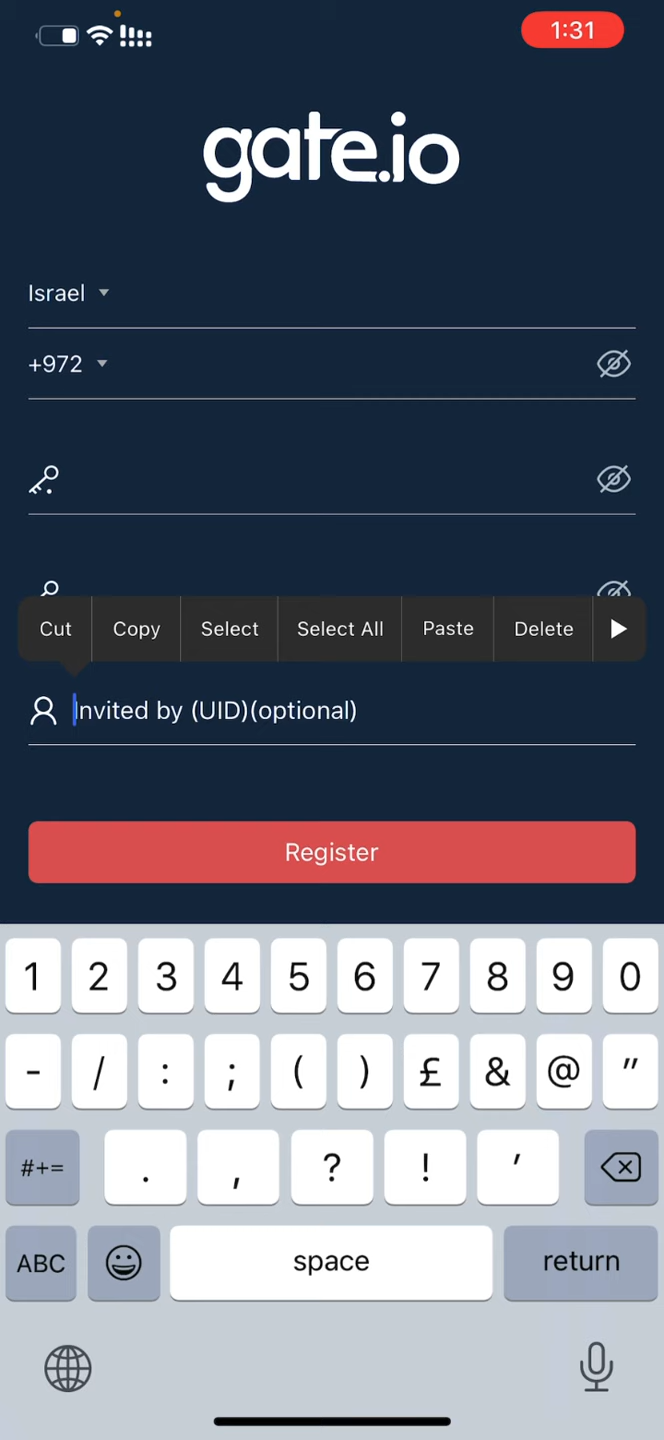 1:31
gate.io
Israel
+972
Cut Copy Select Select All Paste Delete
Invited by (UID)(optional)
Register
1 2 3 4 5 6 7 8 9 0
- / : ; ( ) £ & @ "
#+= . , ? ! '
ABC space return